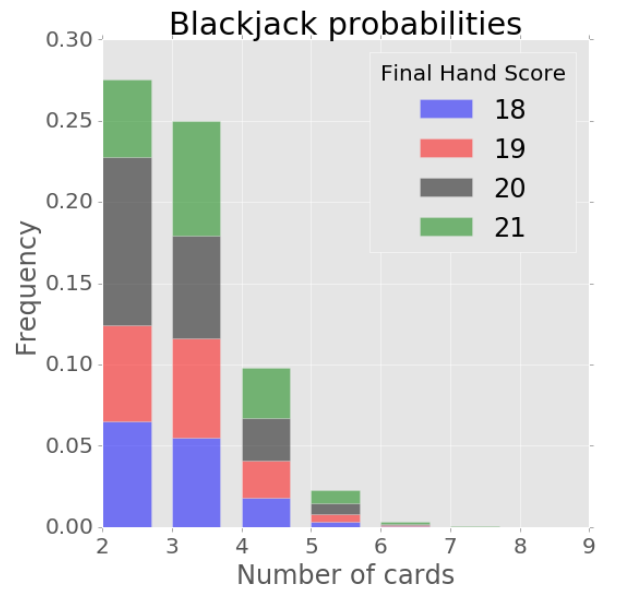 Blackjack probabilities
0.30
0.25
0.20
0.15
0.10
0.05
0.00
Frequency
Final Hand Score
18
19
20
21
2 3 4 5 6 7 8 9
Number of cards